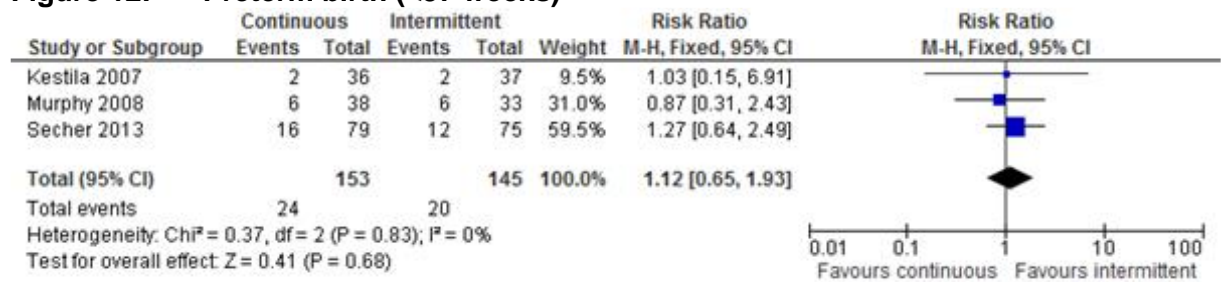 Continuous Intermittent Risk Ratio Risk Ratio
Study or Subgroup Events Total Events Total Weight M-H, Fixed, 95% CI M-H, Fixed, 95% CI
Kestila 2007 2 36 2 37 9.5% 1.03 [0.15, 6.91]
Murphy 2008 6 38 6 33 31.0% 0.87 [0.31, 2.43]
Secher 2013 16 79 12 75 59.5% 1.27 [0.64, 2.49]
Total (95% CI) 153 145 100.0% 1.12 [0.65, 1.93]
Total events 24 20
Heterogeneity: Chi² = 0.37, df = 2 (P = 0.83); I² = 0%
Test for overall effect: Z = 0.41 (P = 0.68)
0.01 0.1 1 10 100
Favours continuous Favours intermittent